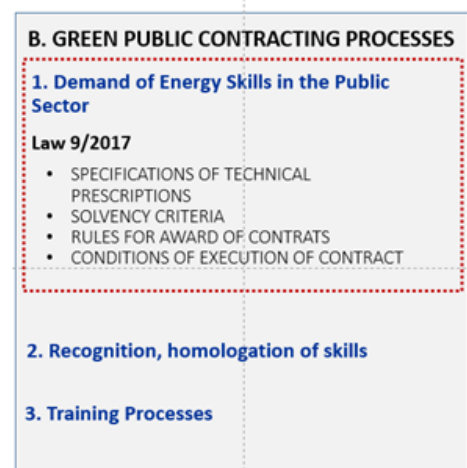 B. GREEN PUBLIC CONTRACTING PROCESSES
1. Demand of Energy Skills in the Public
Sector
Law 9/2017
• SPECIFICATIONS OF TECHNICAL
PRESCRIPTIONS
• SOLVENCY CRITERIA
• RULES FOR AWARD OF CONTRATS
• CONDITIONS OF EXECUTION OF CONTRACT
2. Recognition, homologation of skills
3. Training Processes